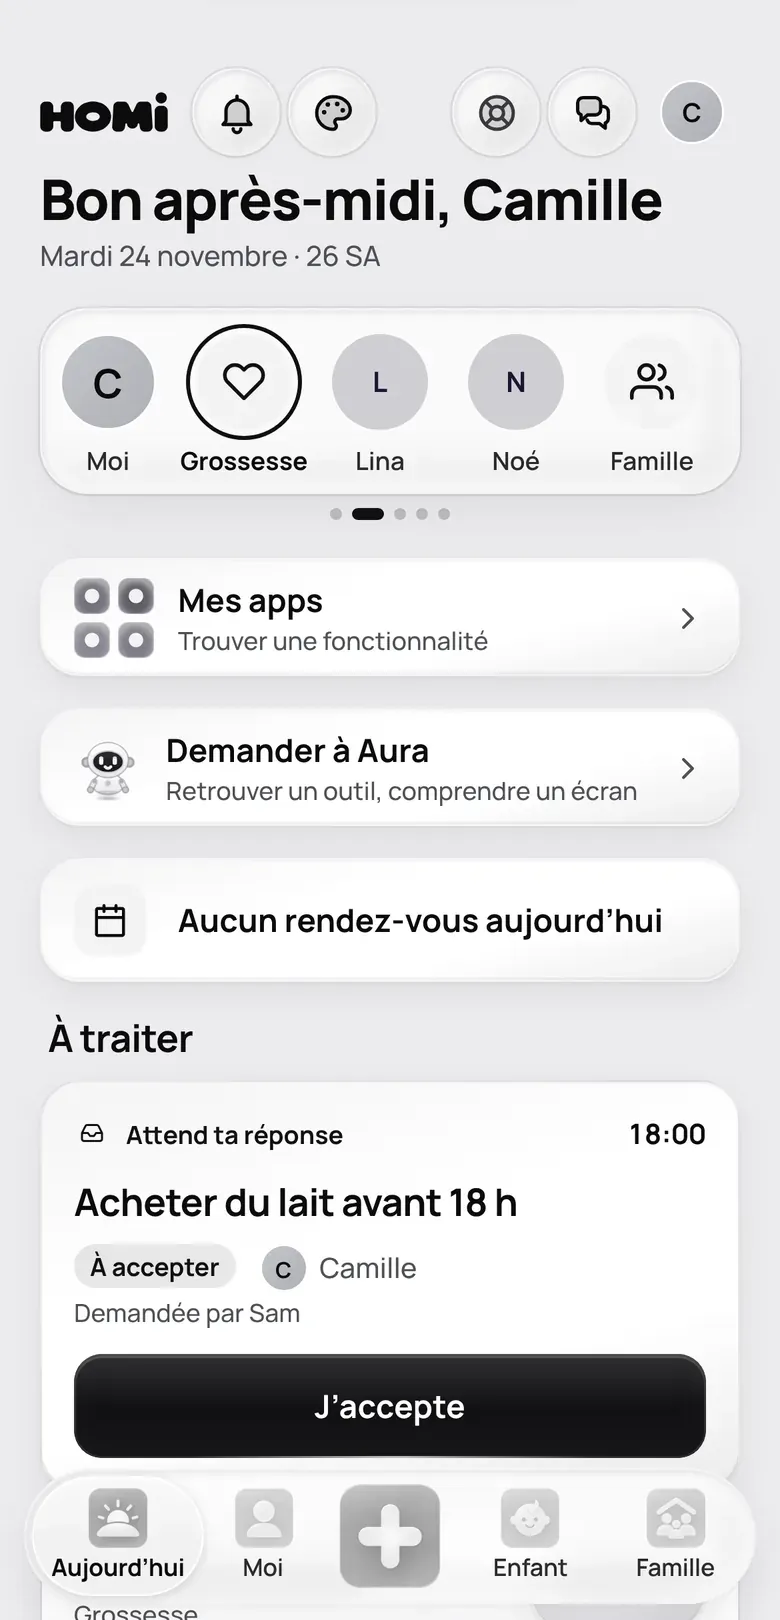 HOMi
C
Bon après-midi, Camille
Mardi 24 novembre · 26 SA
C
L
N
Moi
Grossesse
Lina
Noé
Famille
Mes apps
Trouver une fonctionnalité
Demander à Aura
Retrouver un outil, comprendre un écran
Aucun rendez-vous aujourd’hui
À traiter
Attend ta réponse
18:00
Acheter du lait avant 18 h
À accepter
C
Camille
Demandée par Sam
J’accepte
Aujourd’hui
Moi
Enfant
Famille
Grossesse